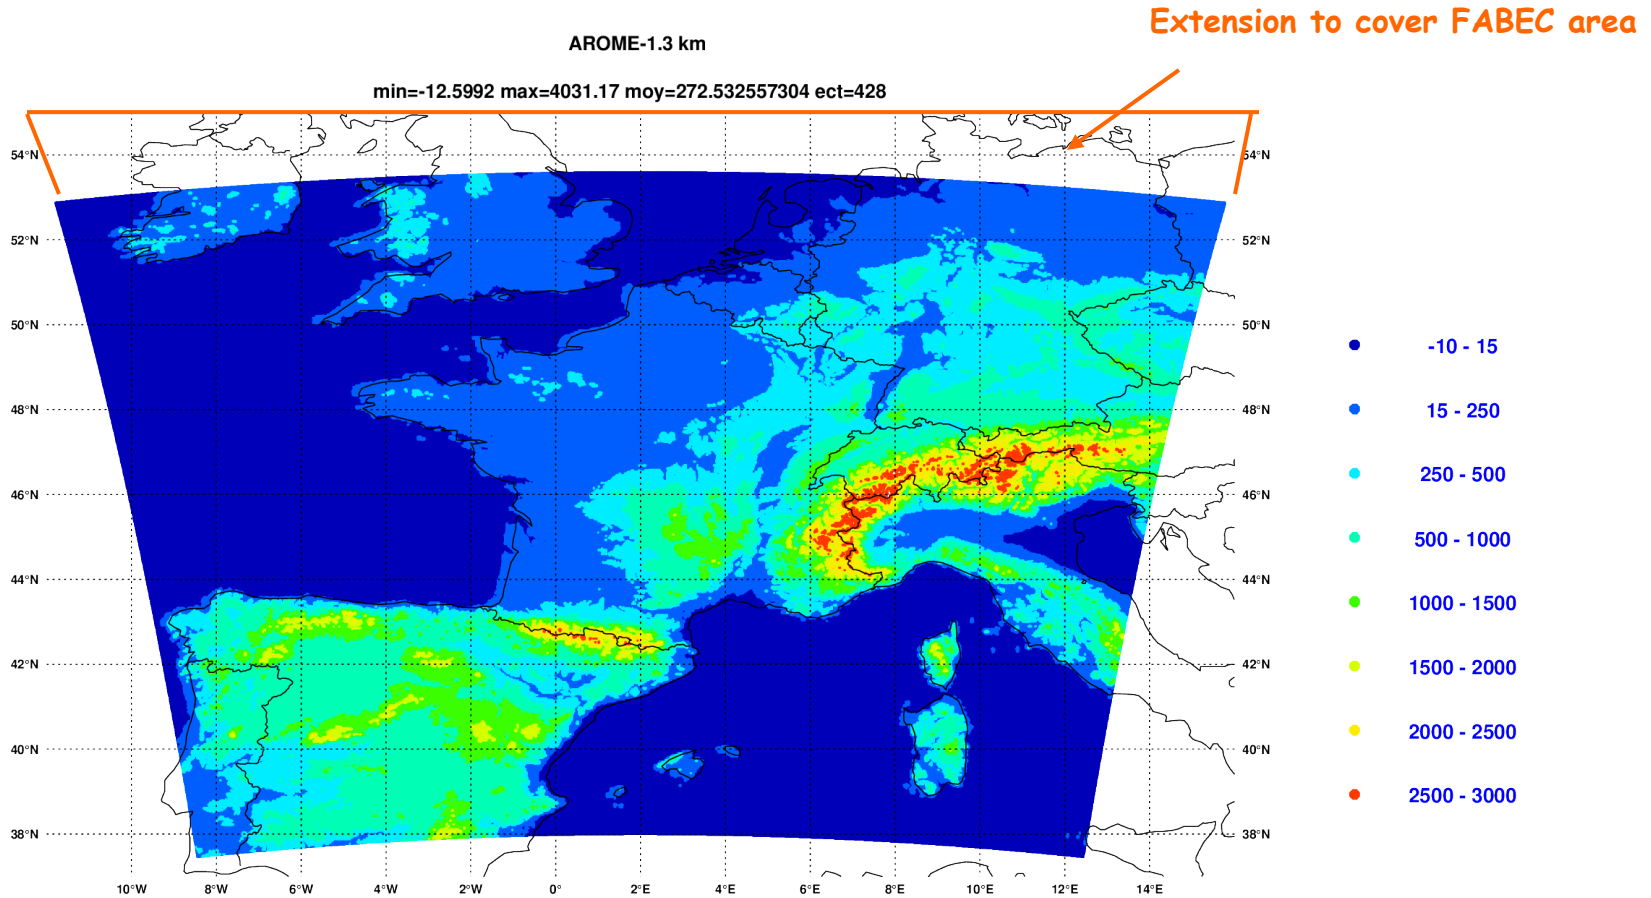 Extension to cover FABEC area
AROME-1.3 km
min=-12.5992 max=4031.17 moy=272.532557304 ect=428
54°N 54°N
52°N 52°N
50°N 50°N
48°N 48°N
46°N 46°N
44°N 44°N
42°N 42°N
40°N 40°N
38°N 38°N
10°W 8°W 6°W 4°W 2°W 0° 2°E 4°E 6°E 8°E 10°E 12°E 14°E
-10 - 15
15 - 250
250 - 500
500 - 1000
1000 - 1500
1500 - 2000
2000 - 2500
2500 - 3000